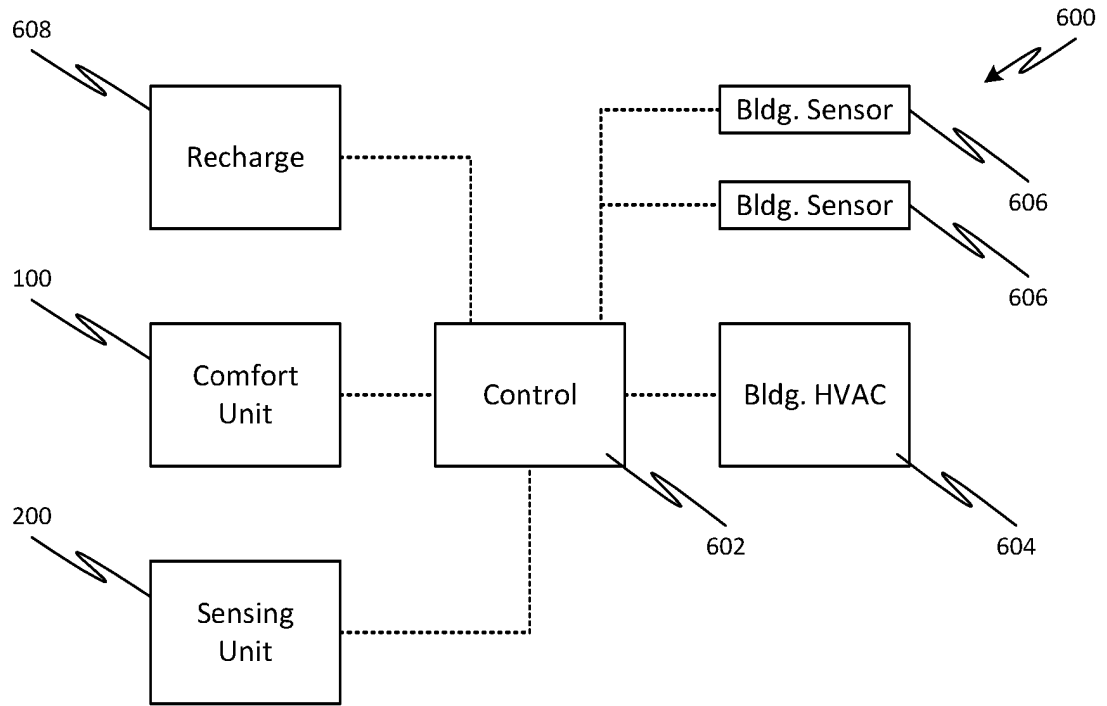 608
600
Recharge
Bldg. Sensor
606
Bldg. Sensor
606
100
Comfort
Unit
Control
Bldg. HVAC
602
604
200
Sensing
Unit